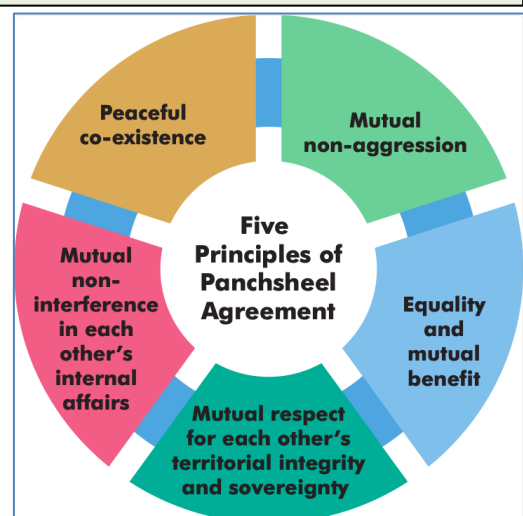 Peaceful
co-existence
Mutual
non-aggression
Five
Principles of
Panchsheel
Agreement
Mutual
non-
interference
in each
other's
internal
affairs
Equality
and
mutual
benefit
Mutual respect
for each other's
territorial integrity
and sovereignty